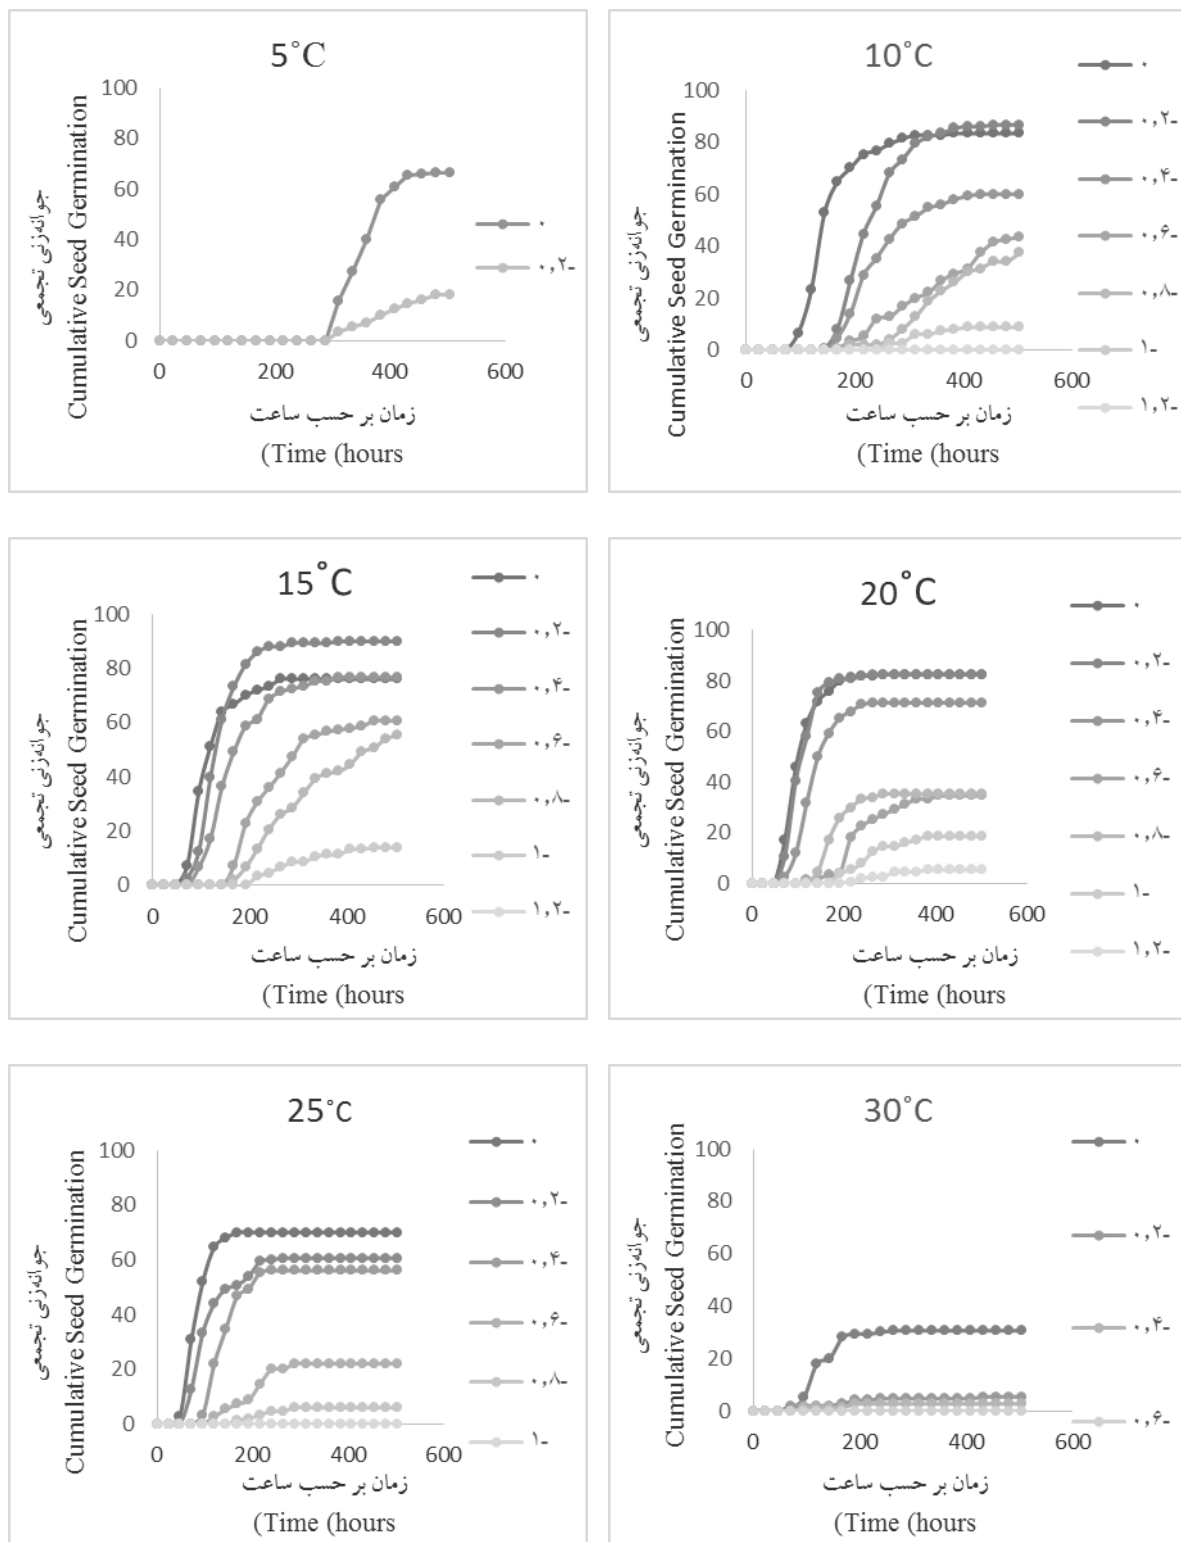 5°C
100
80
60
40
20
0
0 200 400 600
جوانه‌زنی تجمعی
Cumulative Seed Germination
زمان بر حسب ساعت
(Time (hours
۰
۰,۲-
10°C
100
80
60
40
20
0
0 200 400 600
جوانه‌زنی تجمعی
Cumulative Seed Germination
زمان بر حسب ساعت
(Time (hours
۰
۰,۲-
۰,۴-
۰,۶-
۰,۸-
۱-
۱,۲-
15°C
100
80
60
40
20
0
0 200 400 600
جوانه‌زنی تجمعی
Cumulative Seed Germination
زمان بر حسب ساعت
(Time (hours
۰
۰,۲-
۰,۴-
۰,۶-
۰,۸-
۱-
۱,۲-
20°C
100
80
60
40
20
0
0 200 400 600
جوانه‌زنی تجمعی
Cumulative Seed Germination
زمان بر حسب ساعت
(Time (hours
۰
۰,۲-
۰,۴-
۰,۶-
۰,۸-
۱-
۱,۲-
25°C
100
80
60
40
20
0
0 200 400 600
جوانه‌زنی تجمعی
Cumulative Seed Germination
زمان بر حسب ساعت
(Time (hours
۰
۰,۲-
۰,۴-
۰,۶-
۰,۸-
۱-
30°C
100
80
60
40
20
0
0 200 400 600
جوانه‌زنی تجمعی
Cumulative Seed Germination
زمان بر حسب ساعت
(Time (hours
۰
۰,۲-
۰,۴-
۰,۶-